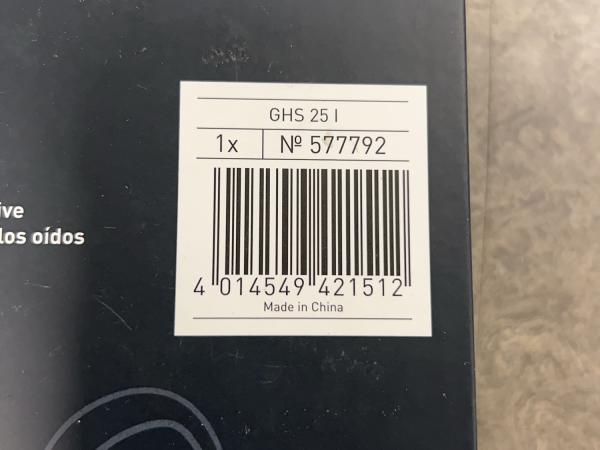 GHS 25 I
1x Nº 577792
ive
los oídos
4 014549 421512
Made in China